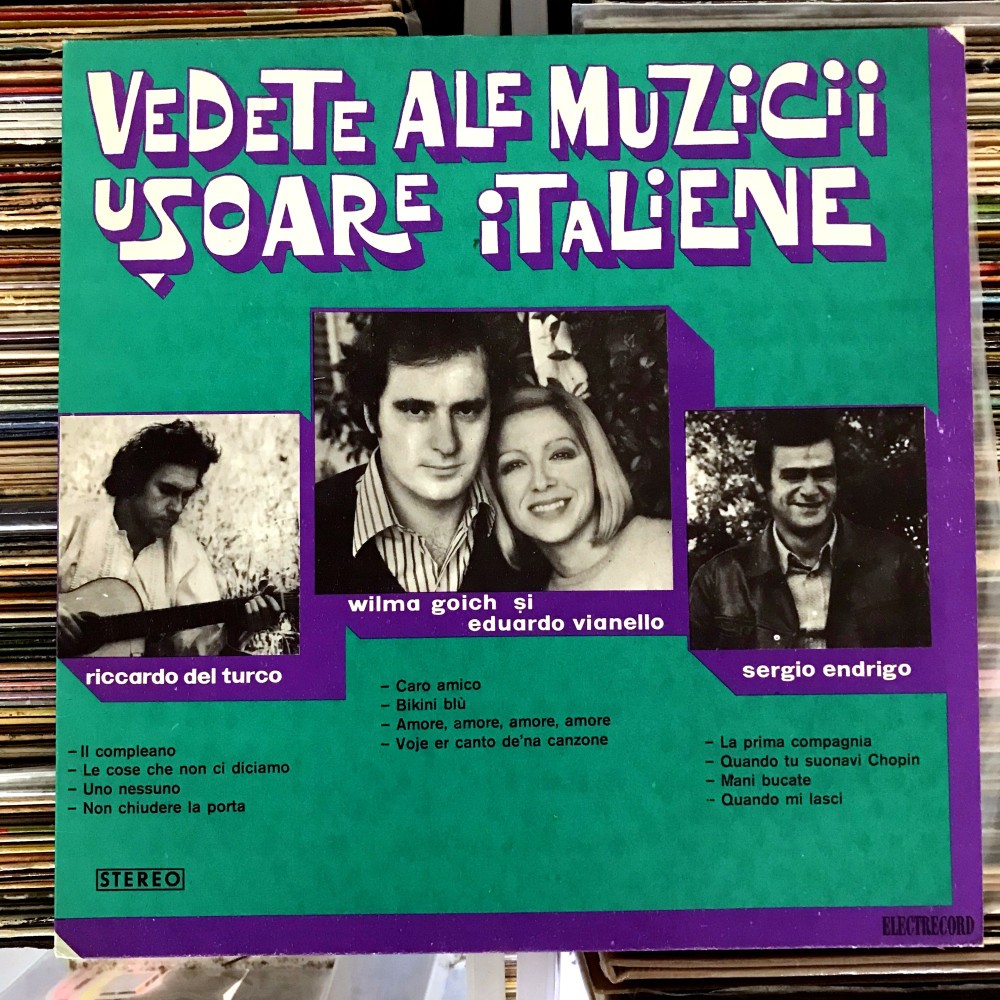 VEDETE ALE MUZICII
UȘOARE ITALIENE
wilma goich și
eduardo vianello
riccardo del turco
sergio endrigo
– Caro amico
– Bikini blù
– Amore, amore, amore, amore
– Voje er canto de'na canzone
– Il compleano
– Le cose che non ci diciamo
– Uno nessuno
– Non chiudere la porta
– La prima compagnia
– Quando tu suonavi Chopin
– Mani bucate
– Quando mi lasci
STEREO
ELECTRECORD